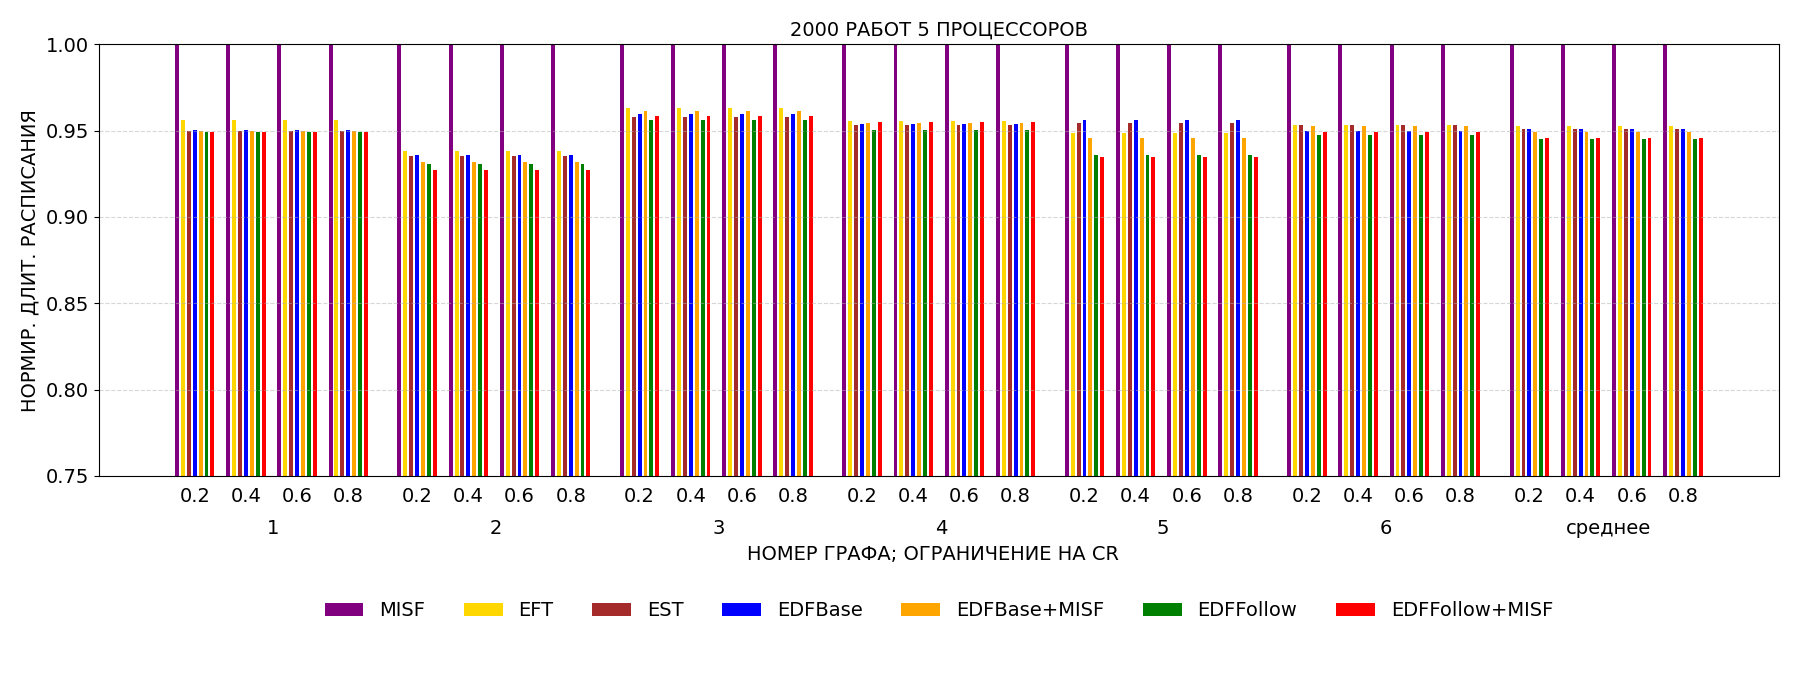 2000 РАБОТ 5 ПРОЦЕССОРОВ
НОРМИР. ДЛИТ. РАСПИСАНИЯ
1.00
0.95
0.90
0.85
0.80
0.75
0.2 0.4 0.6 0.8 0.2 0.4 0.6 0.8 0.2 0.4 0.6 0.8 0.2 0.4 0.6 0.8 0.2 0.4 0.6 0.8 0.2 0.4 0.6 0.8 0.2 0.4 0.6 0.8
1 2 3 4 5 6 среднее
НОМЕР ГРАФА; ОГРАНИЧЕНИЕ НА CR
MISF EFT EST EDFBase EDFBase+MISF EDFFollow EDFFollow+MISF